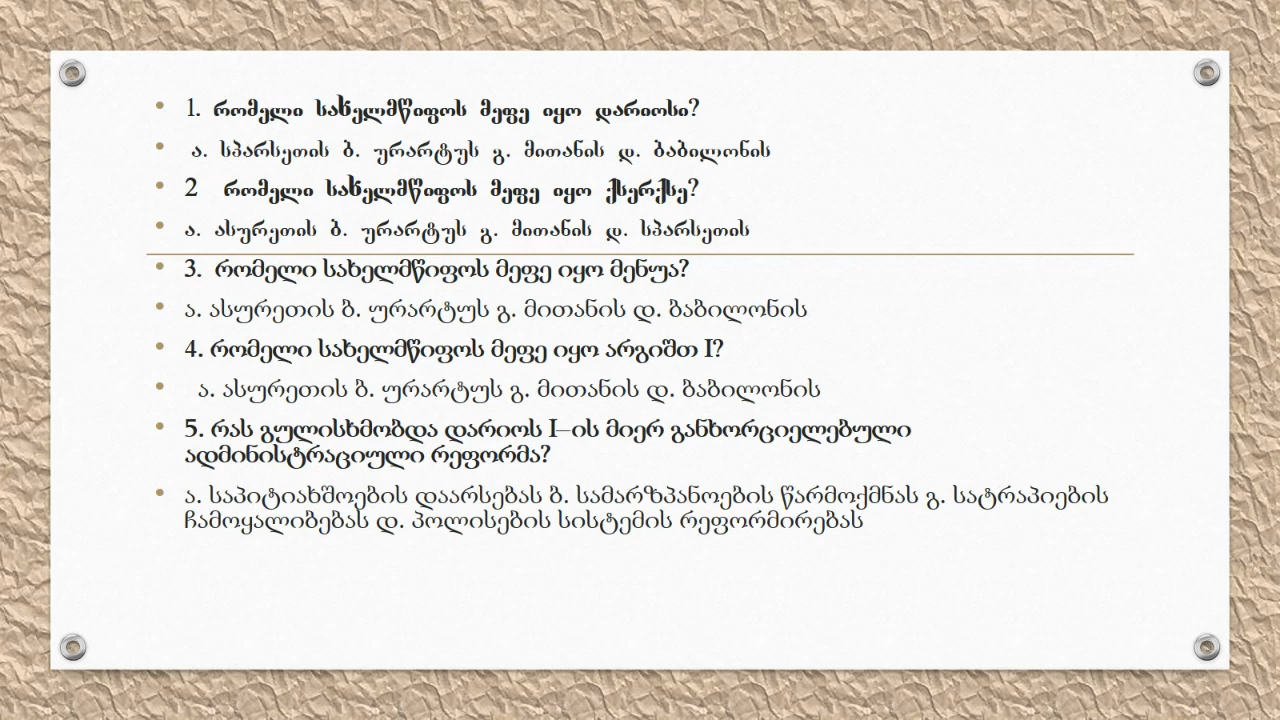 • 1. რომელი სახელმწიფოს მეფე იყო დარიოსი?
• ა. სპარსეთის ბ. ურარტუს გ. მითანის დ. ბაბილონის
• 2 რომელი სახელმწიფოს მეფე იყო ქსერქსე?
• ა. ასურეთის ბ. ურარტუს გ. მითანის დ. სპარსეთის
• 3. რომელი სახელმწიფოს მეფე იყო მენუა?
• ა. ასურეთის ბ. ურარტუს გ. მითანის დ. ბაბილონის
• 4. რომელი სახელმწიფოს მეფე იყო არგიშთ I?
• ა. ასურეთის ბ. ურარტუს გ. მითანის დ. ბაბილონის
• 5. რას გულისხმობდა დარიოს I–ის მიერ განხორციელებული
ადმინისტრაციული რეფორმა?
• ა. საპიტიახშოების დაარსებას ბ. სამარზპანოების წარმოქმნას გ. სატრაპიების
ჩამოყალიბებას დ. პოლისების სისტემის რეფორმირებას